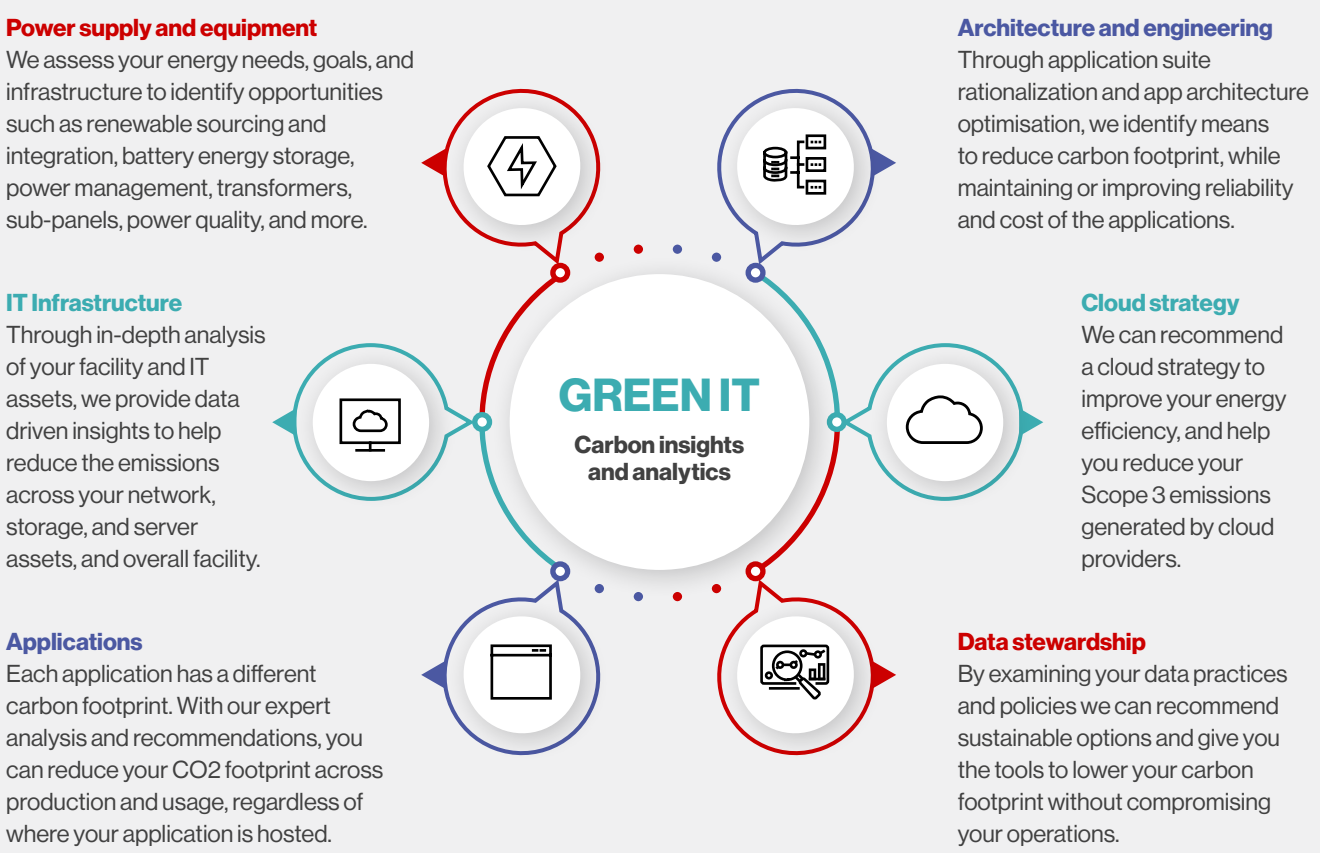 Power supply and equipment
We assess your energy needs, goals, and
infrastructure to identify opportunities
such as renewable sourcing and
integration, battery energy storage,
power management, transformers,
sub-panels, power quality, and more.
IT Infrastructure
Through in-depth analysis
of your facility and IT
assets, we provide data
driven insights to help
reduce the emissions
across your network,
storage, and server
assets, and overall facility.
Applications
Each application has a different
carbon footprint. With our expert
analysis and recommendations, you
can reduce your CO2 footprint across
production and usage, regardless of
where your application is hosted.
GREEN IT
Carbon insights
and analytics
Architecture and engineering
Through application suite
rationalization and app architecture
optimisation, we identify means
to reduce carbon footprint, while
maintaining or improving reliability
and cost of the applications.
Cloud strategy
We can recommend
a cloud strategy to
improve your energy
efficiency, and help
you reduce your
Scope 3 emissions
generated by cloud
providers.
Data stewardship
By examining your data practices
and policies we can recommend
sustainable options and give you
the tools to lower your carbon
footprint without compromising
your operations.